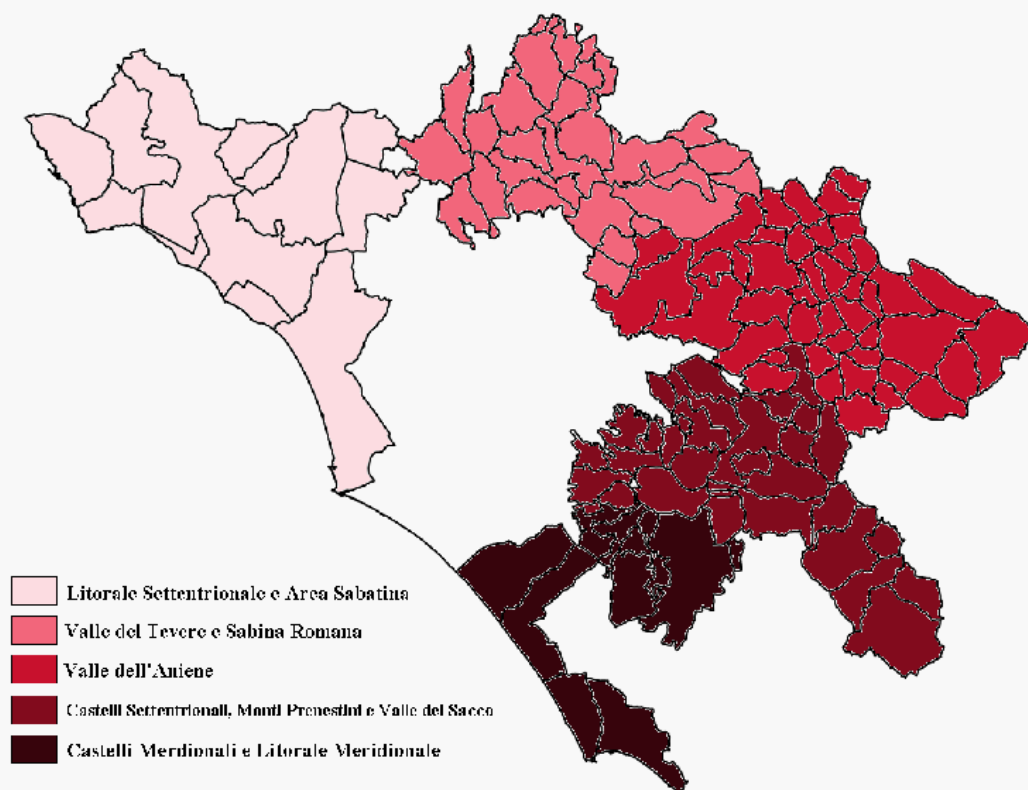 Litorale Settentrionale e Area Sabatina
Valle del Tevere e Sabina Romana
Valle dell'Aniene
Castelli Settentrionali, Monti Prenestini e Valle del Sacco
Castelli Merdionali e Litorale Meridionale